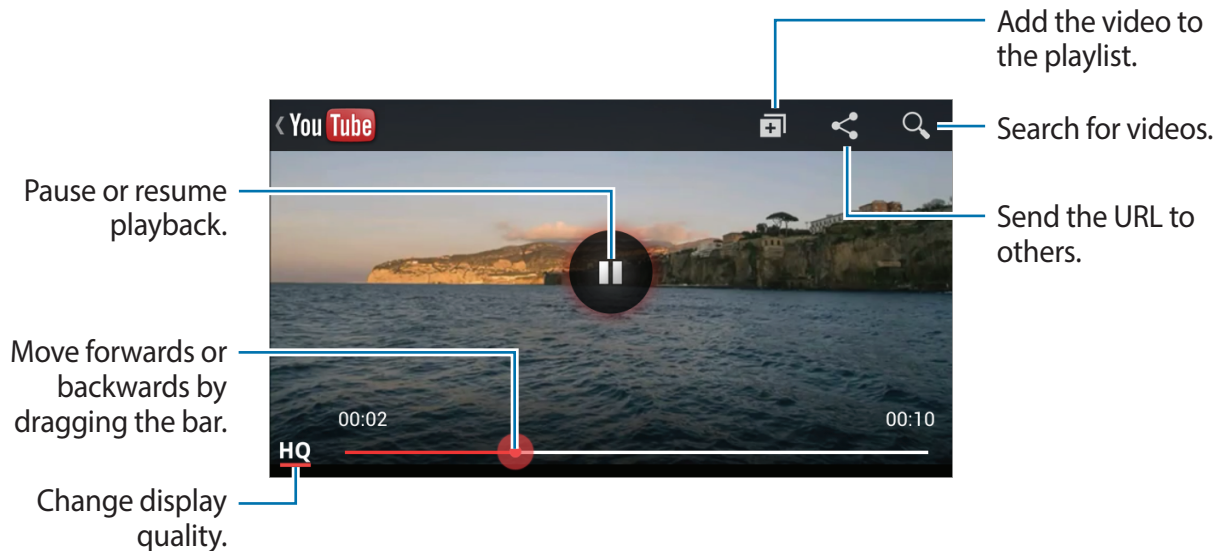 Add the video to
the playlist.
You Tube
Search for videos.
Pause or resume
playback.
Send the URL to
others.
Move forwards or
backwards by
dragging the bar.
00:02
00:10
HQ
Change display
quality.